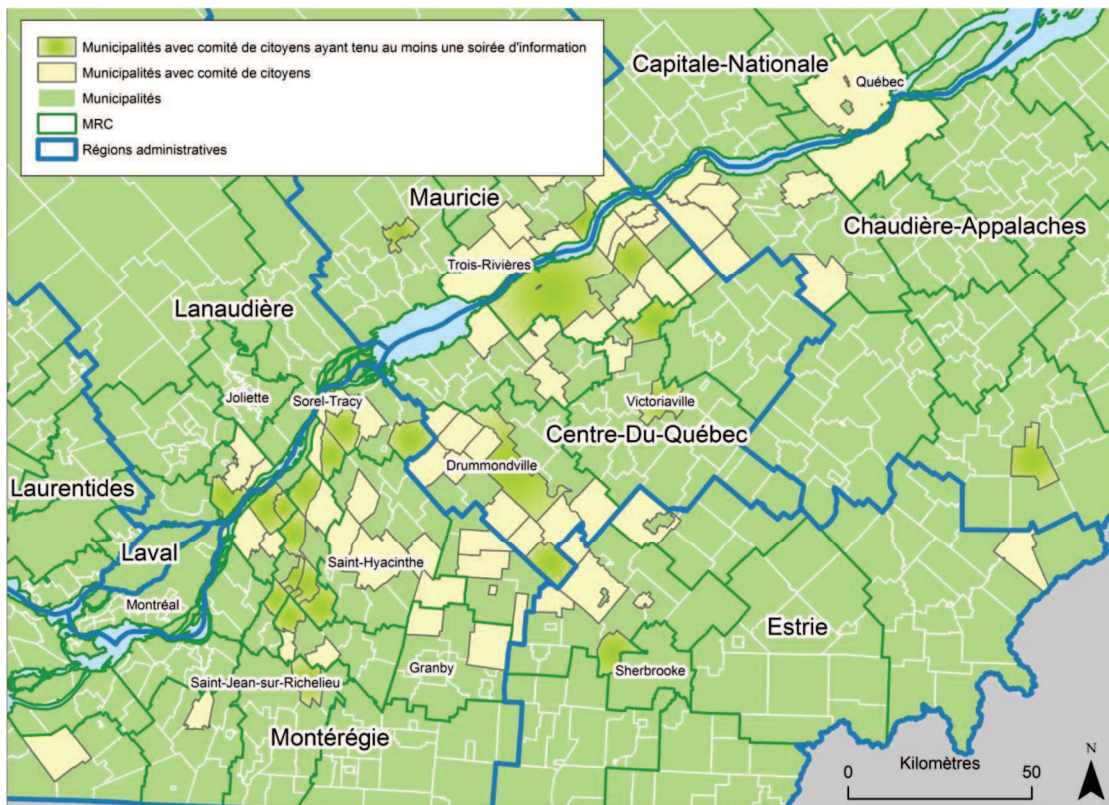 Municipalités avec comité de citoyens ayant tenu au moins une soirée d'information
Municipalités avec comité de citoyens
Municipalités
MRC
Régions administratives
Capitale-Nationale
Québec
Mauricie
Chaudière-Appalaches
Trois-Rivières
Lanaudière
Joliette
Sorel-Tracy
Victoriaville
Centre-Du-Québec
Drummondville
Laurentides
Laval
Saint-Hyacinthe
Montréal
Estrie
Granby
Sherbrooke
Saint-Jean-sur-Richelieu
Montérégie
N
Kilomètres
0 50